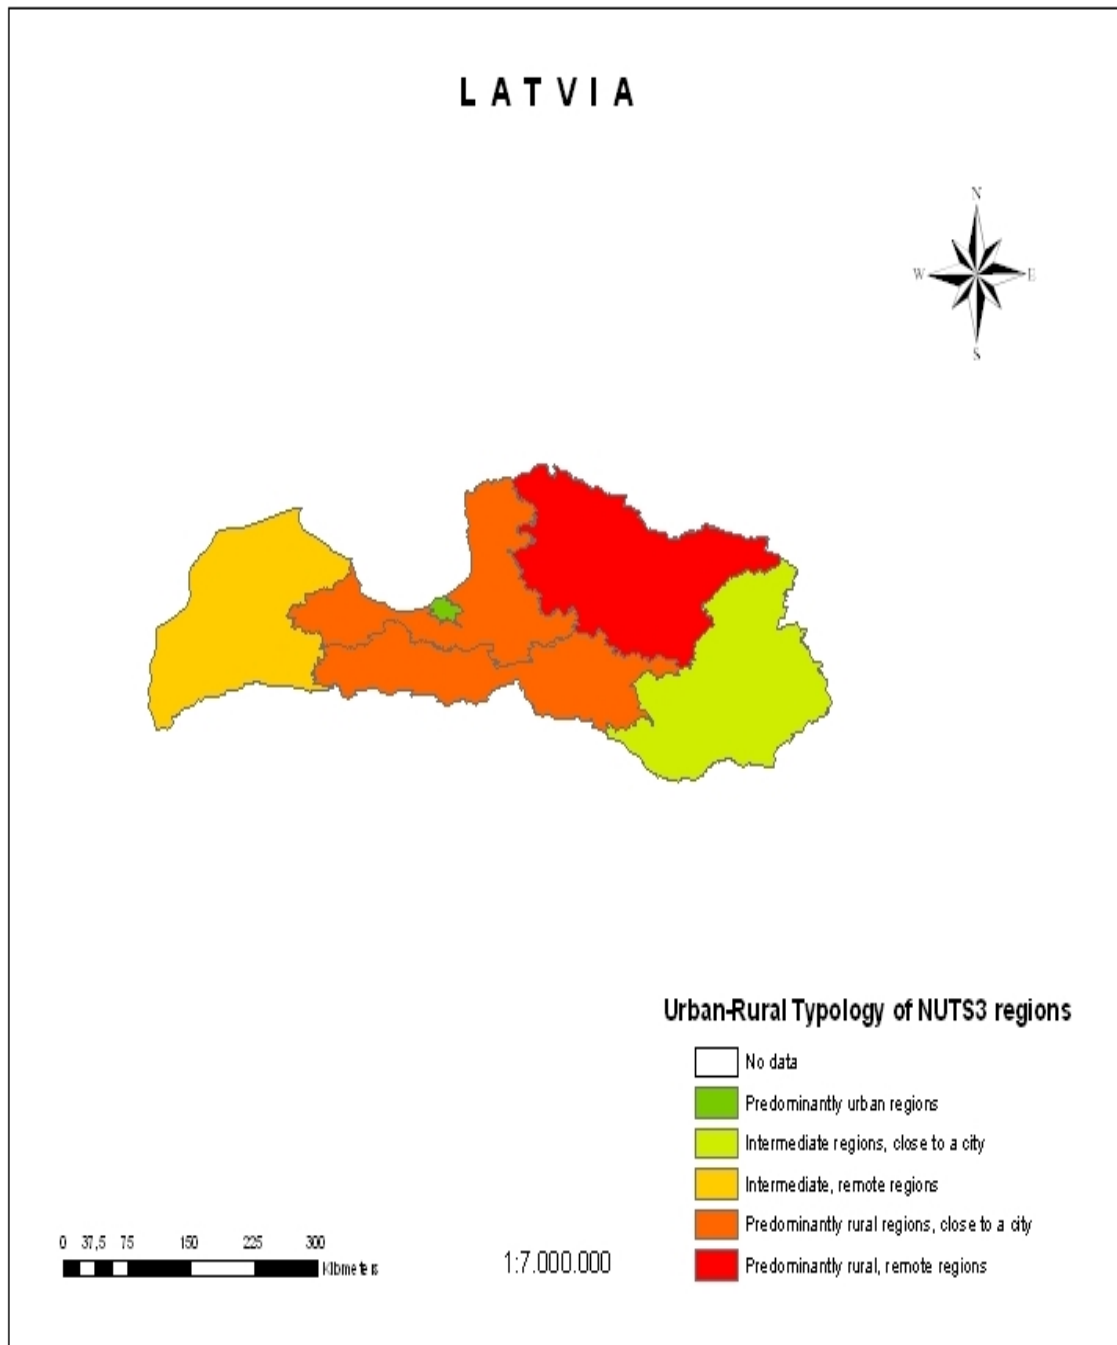 LATVIA
N
W E
S
Urban-Rural Typology of NUTS3 regions
No data
Predominantly urban regions
Intermediate regions, close to a city
Intermediate, remote regions
Predominantly rural regions, close to a city
Predominantly rural, remote regions
0 37,5 75 150 225 300
Kilometers
1:7.000.000